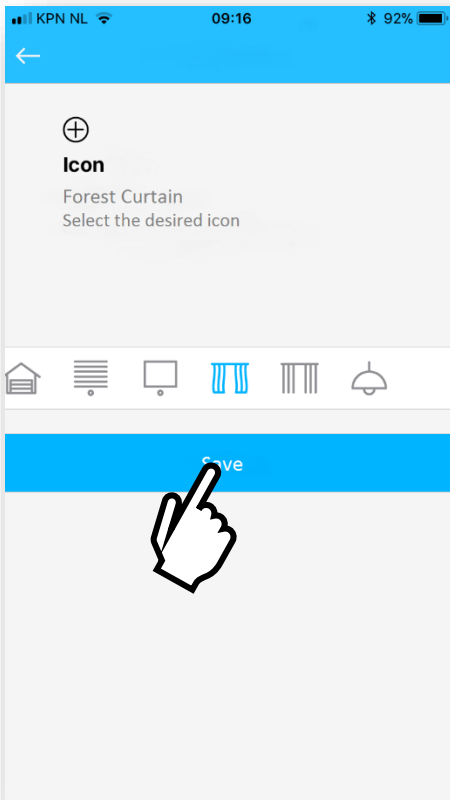 KPN NL 09:16 92%
Icon
Forest Curtain
Select the desired icon
Save